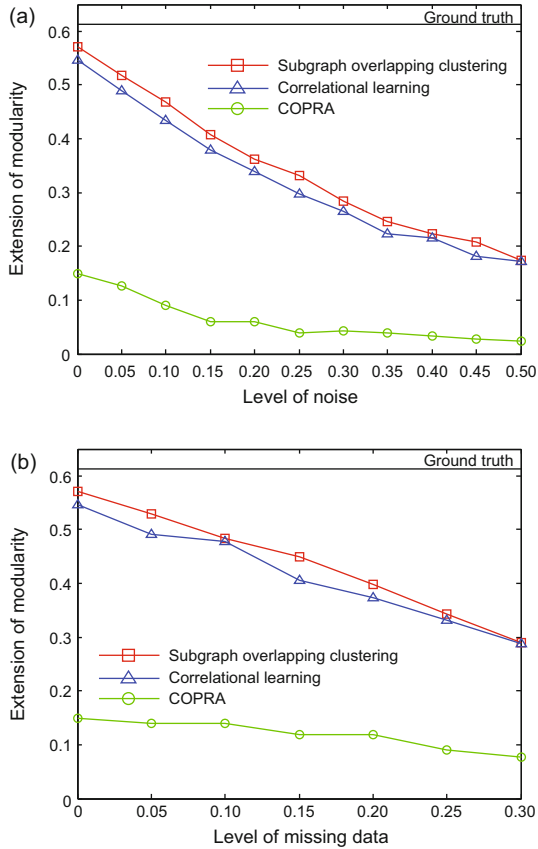 (a)
Ground truth
0.6
0.5
0.4
0.3
0.2
0.1
0
Extension of modularity
Subgraph overlapping clustering
Correlational learning
COPRA
0 0.05 0.10 0.15 0.20 0.25 0.30 0.35 0.40 0.45 0.50
Level of noise
(b)
Ground truth
0.6
0.5
0.4
0.3
0.2
0.1
0
Extension of modularity
Subgraph overlapping clustering
Correlational learning
COPRA
0 0.05 0.10 0.15 0.20 0.25 0.30
Level of missing data